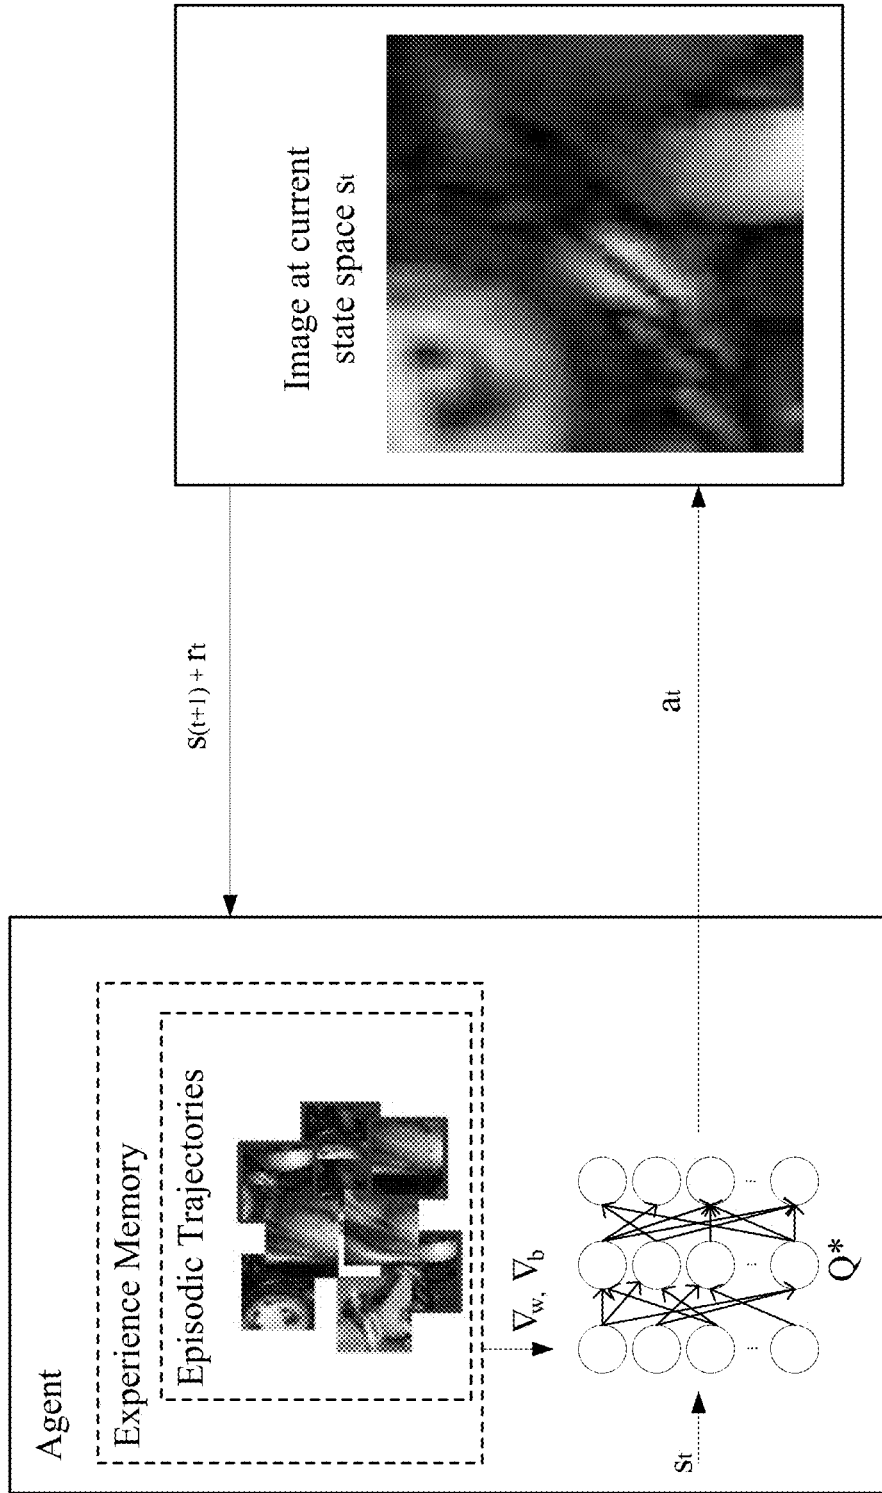 Agent
Experience Memory
Episodic Trajectories
∇w, ∇b
st
Q*
s(t+1) + rt
at
Image at current
state space st